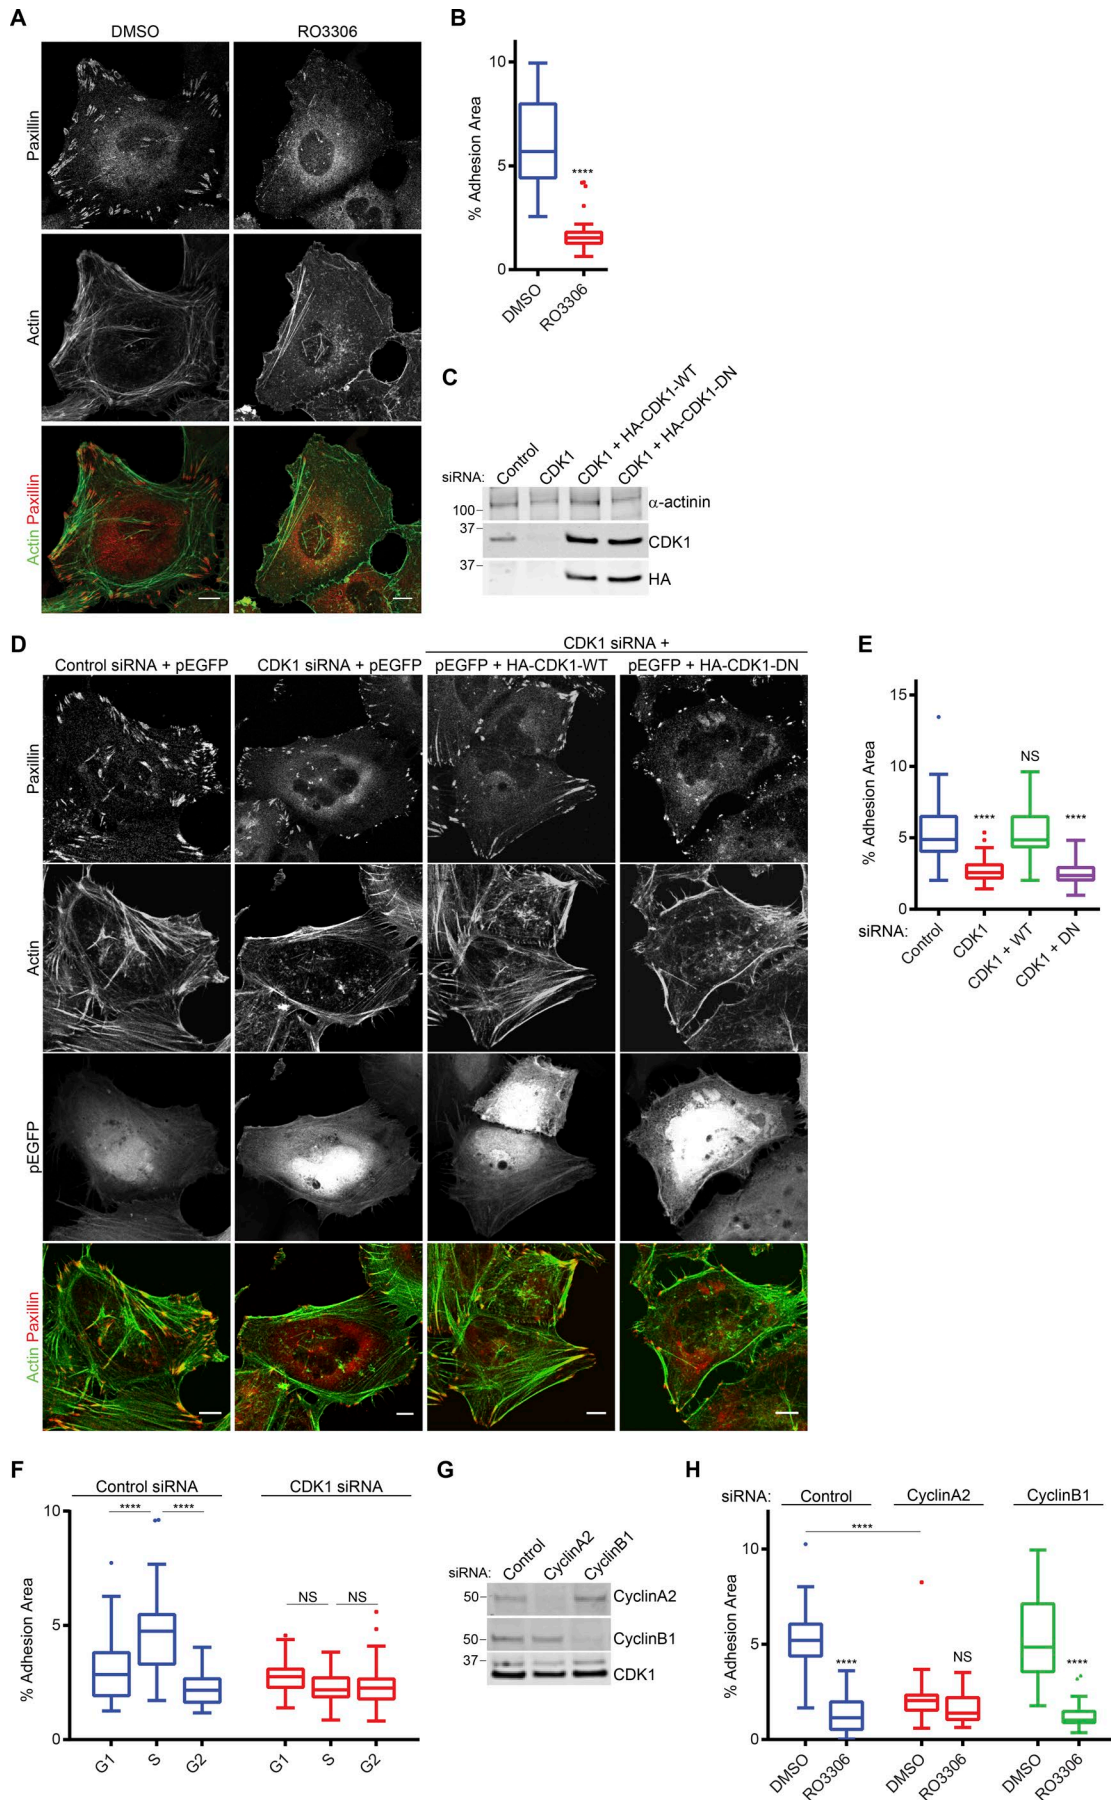 A
DMSO
RO3306
Paxillin
Actin
Actin Paxillin
B
% Adhesion Area
10
5
0
****
DMSO
RO3306
C
siRNA:
Control
CDK1
CDK1 + HA-CDK1-WT
CDK1 + HA-CDK1-DN
100
α-actinin
37
CDK1
37
HA
D
CDK1 siRNA +
Control siRNA + pEGFP
CDK1 siRNA + pEGFP
pEGFP + HA-CDK1-WT
pEGFP + HA-CDK1-DN
Paxillin
Actin
pEGFP
Actin Paxillin
E
% Adhesion Area
15
10
5
0
****
NS
****
siRNA:
Control
CDK1
CDK1 + WT
CDK1 + DN
F
Control siRNA
CDK1 siRNA
% Adhesion Area
10
5
0
****
****
NS
NS
G1
S
G2
G1
S
G2
G
siRNA:
Control
CyclinA2
CyclinB1
50
CyclinA2
50
CyclinB1
37
CDK1
H
siRNA:
Control
CyclinA2
CyclinB1
% Adhesion Area
10
5
0
****
****
NS
****
DMSO
RO3306
DMSO
RO3306
DMSO
RO3306